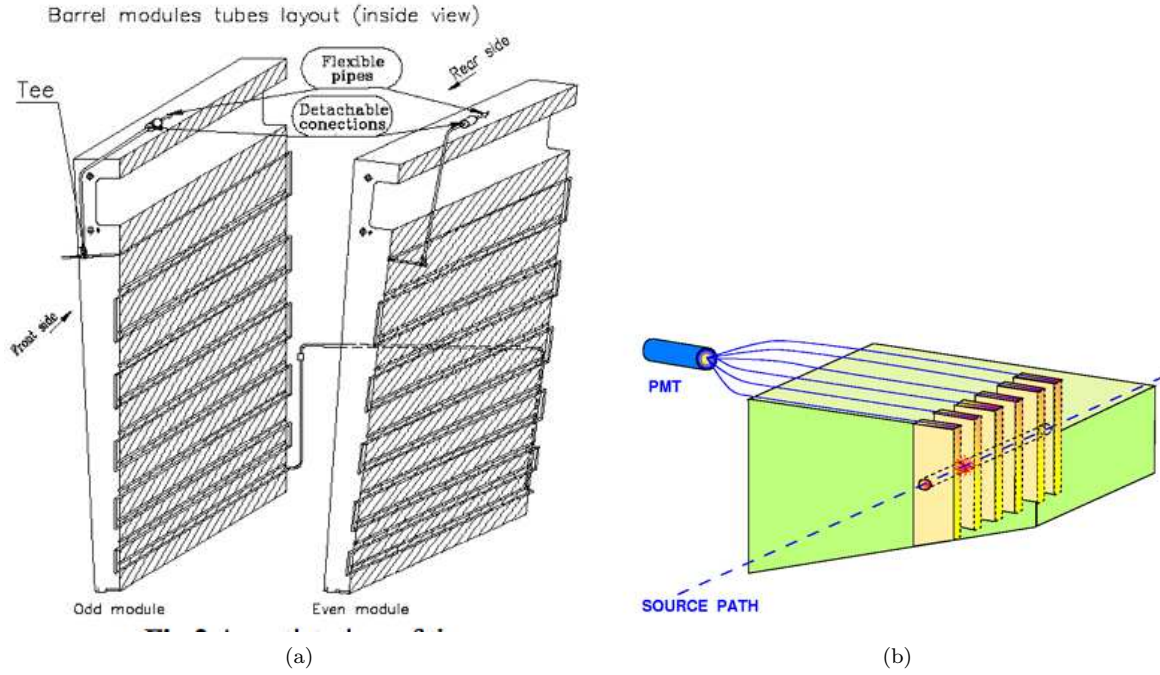 Barrel modules tubes layout (inside view)
Flexible
pipes
Rear side
Tee
Detachable
conections
Front side
Odd module
Even module
PMT
SOURCE PATH
(a)
(b)